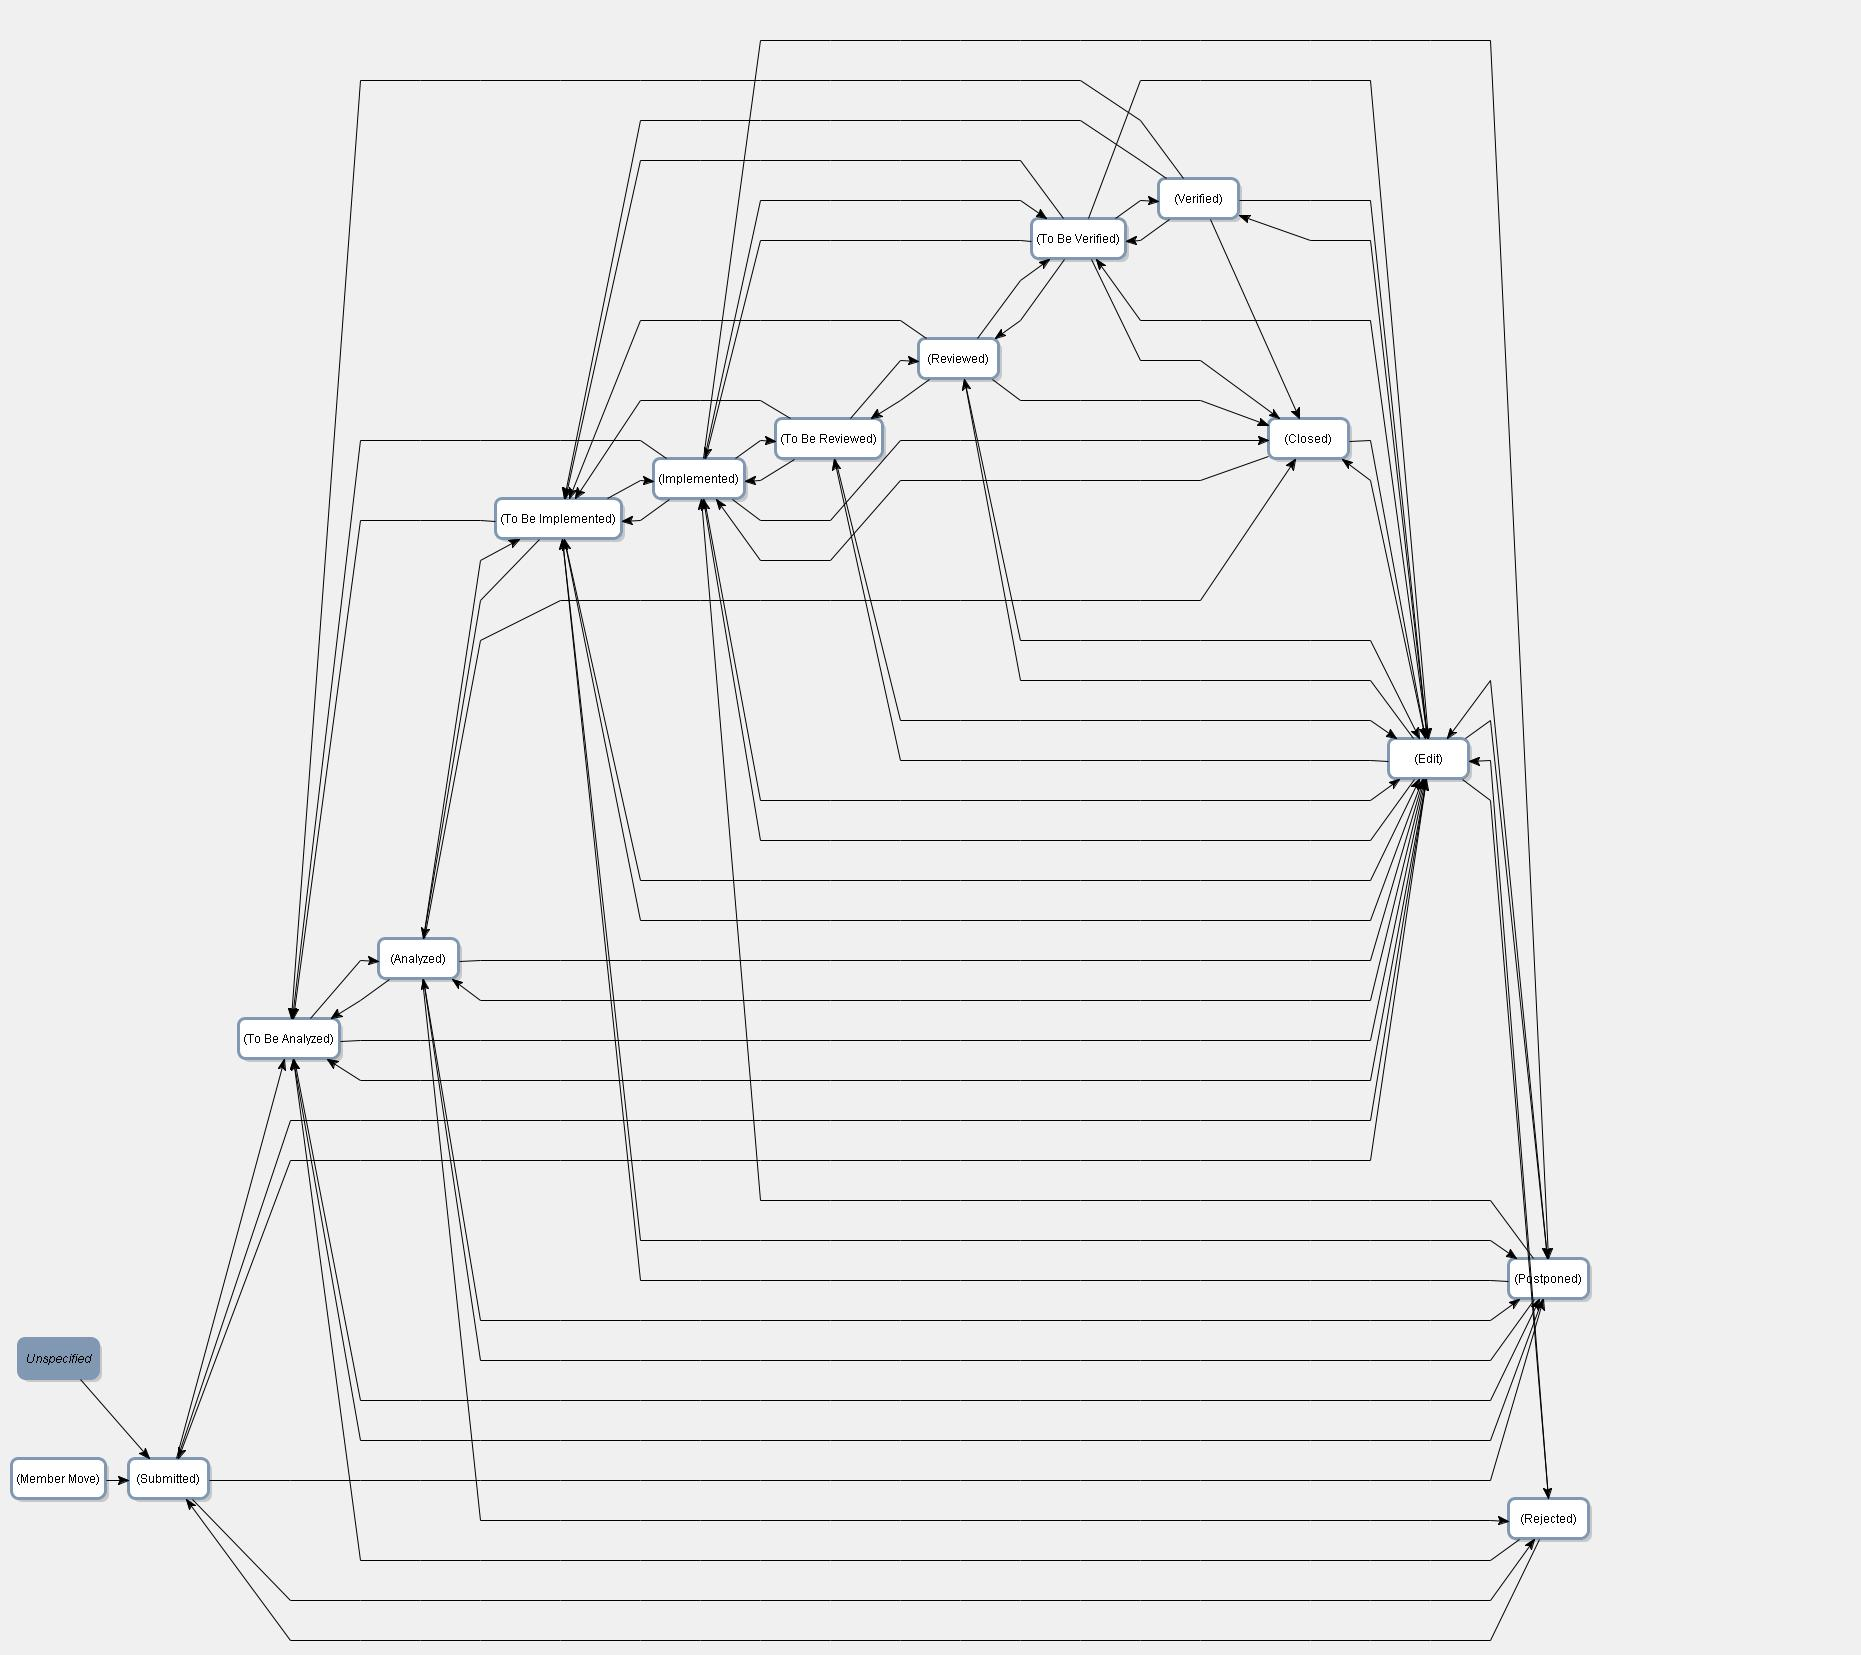 (Verified)
(To Be Verified)
(Reviewed)
(To Be Reviewed)
(Closed)
(Implemented)
(To Be Implemented)
(Edit)
(Analyzed)
(To Be Analyzed)
(Postponed)
Unspecified
(Member Move)
(Submitted)
(Rejected)